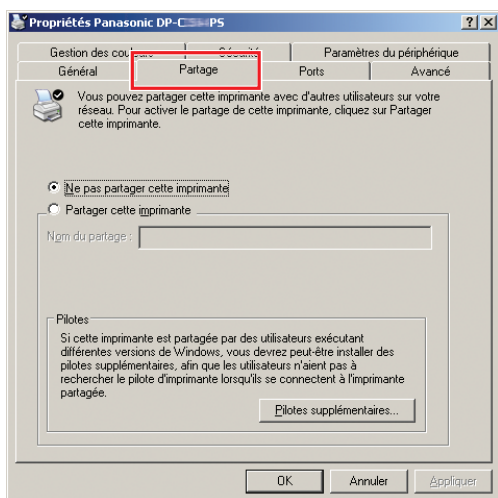 Propriétés Panasonic DP-C PS
Gestion des couleurs Sécurité Paramètres du périphérique
Général Partage Ports Avancé
Vous pouvez partager cette imprimante avec d'autres utilisateurs sur votre
réseau. Pour activer le partage de cette imprimante, cliquez sur Partager
cette imprimante.
Ne pas partager cette imprimante
Partager cette imprimante
Nom du partage :
Pilotes
Si cette imprimante est partagée par des utilisateurs exécutant
différentes versions de Windows, vous devrez peut-être installer des
pilotes supplémentaires, afin que les utilisateurs n'aient pas à
rechercher le pilote d'imprimante lorsqu'ils se connectent à l'imprimante
partagée.
Pilotes supplémentaires...
OK Annuler Appliquer